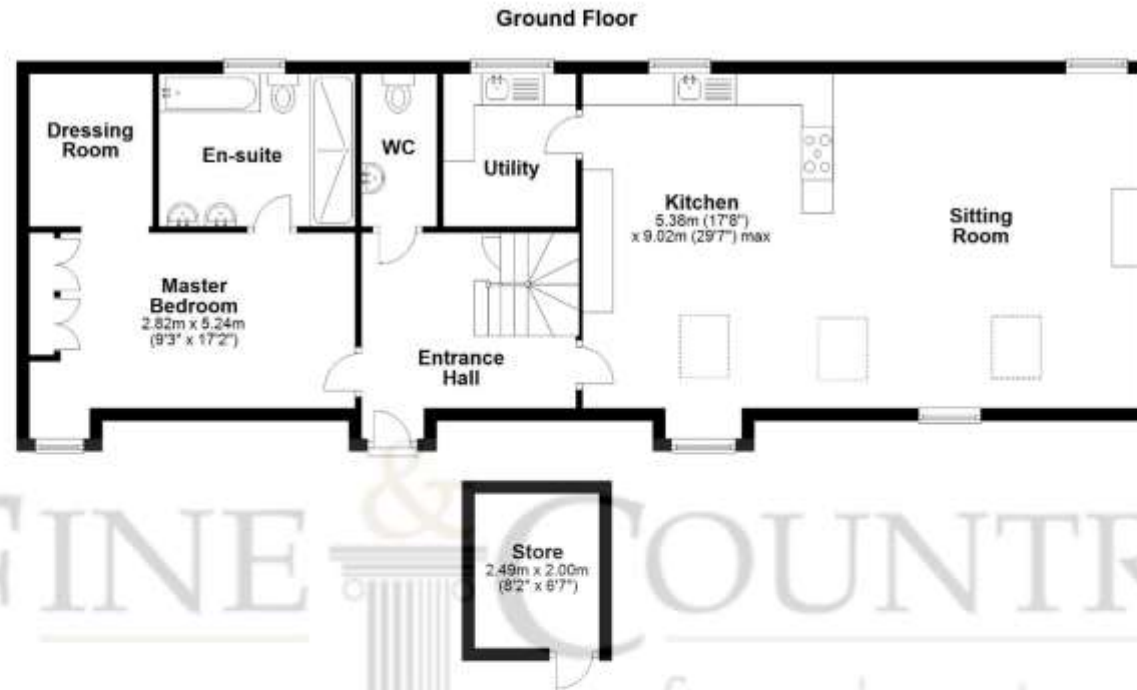 Ground Floor
Dressing
Room
En-suite
WC
Utility
Kitchen
5.38m (17'8")
x 9.02m (29'7") max
Sitting
Room
Master
Bedroom
2.82m x 5.24m
(9'3" x 17'2")
Entrance
Hall
Store
2.49m x 2.00m
(8'2" x 6'7")
FINE & COUNTR